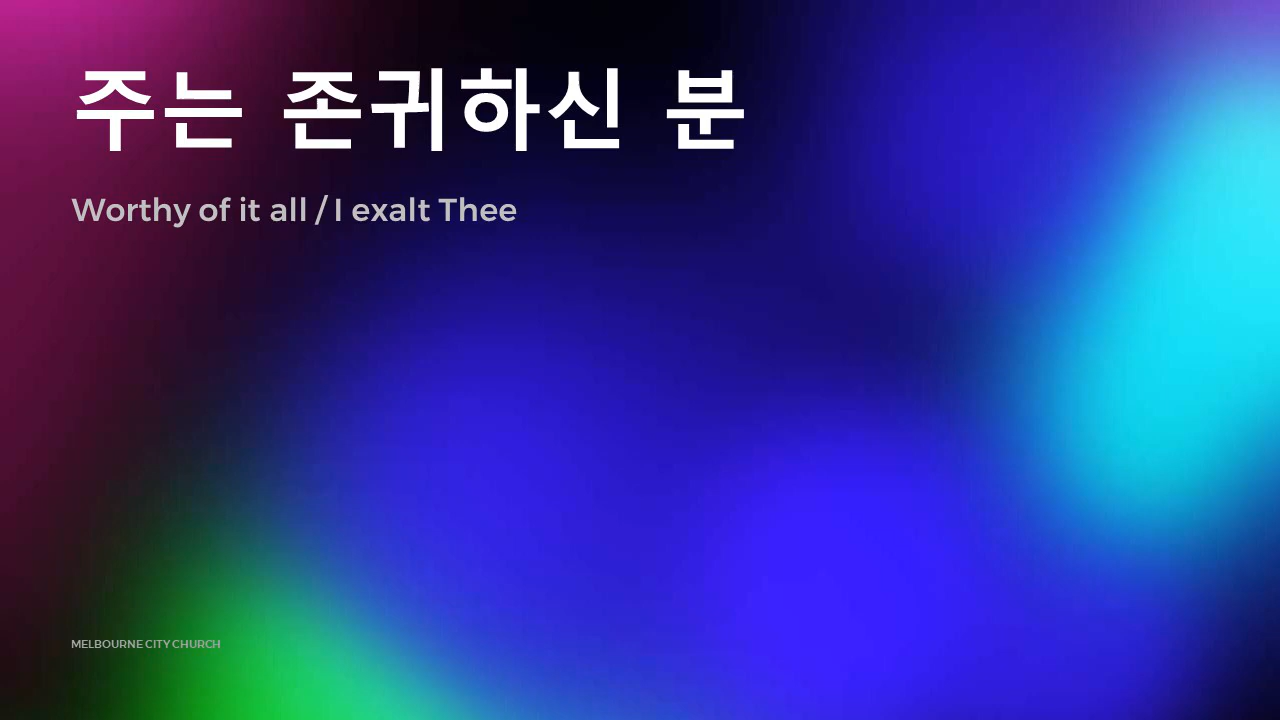 주는 존귀하신 분
Worthy of it all / I exalt Thee
MELBOURNE CITY CHURCH